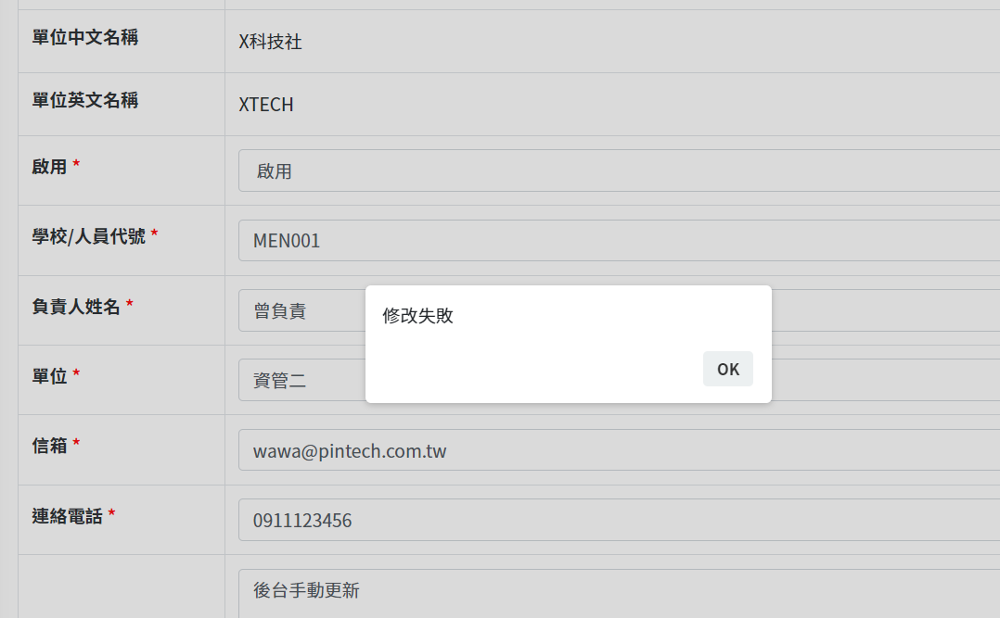 單位中文名稱 X科技社
單位英文名稱 XTECH
啟用 * 啟用
學校/人員代號 * MEN001
負責人姓名 * 曾負責
修改失敗
OK
單位 * 資管二
信箱 * wawa@pintech.com.tw
連絡電話 * 0911123456
後台手動更新